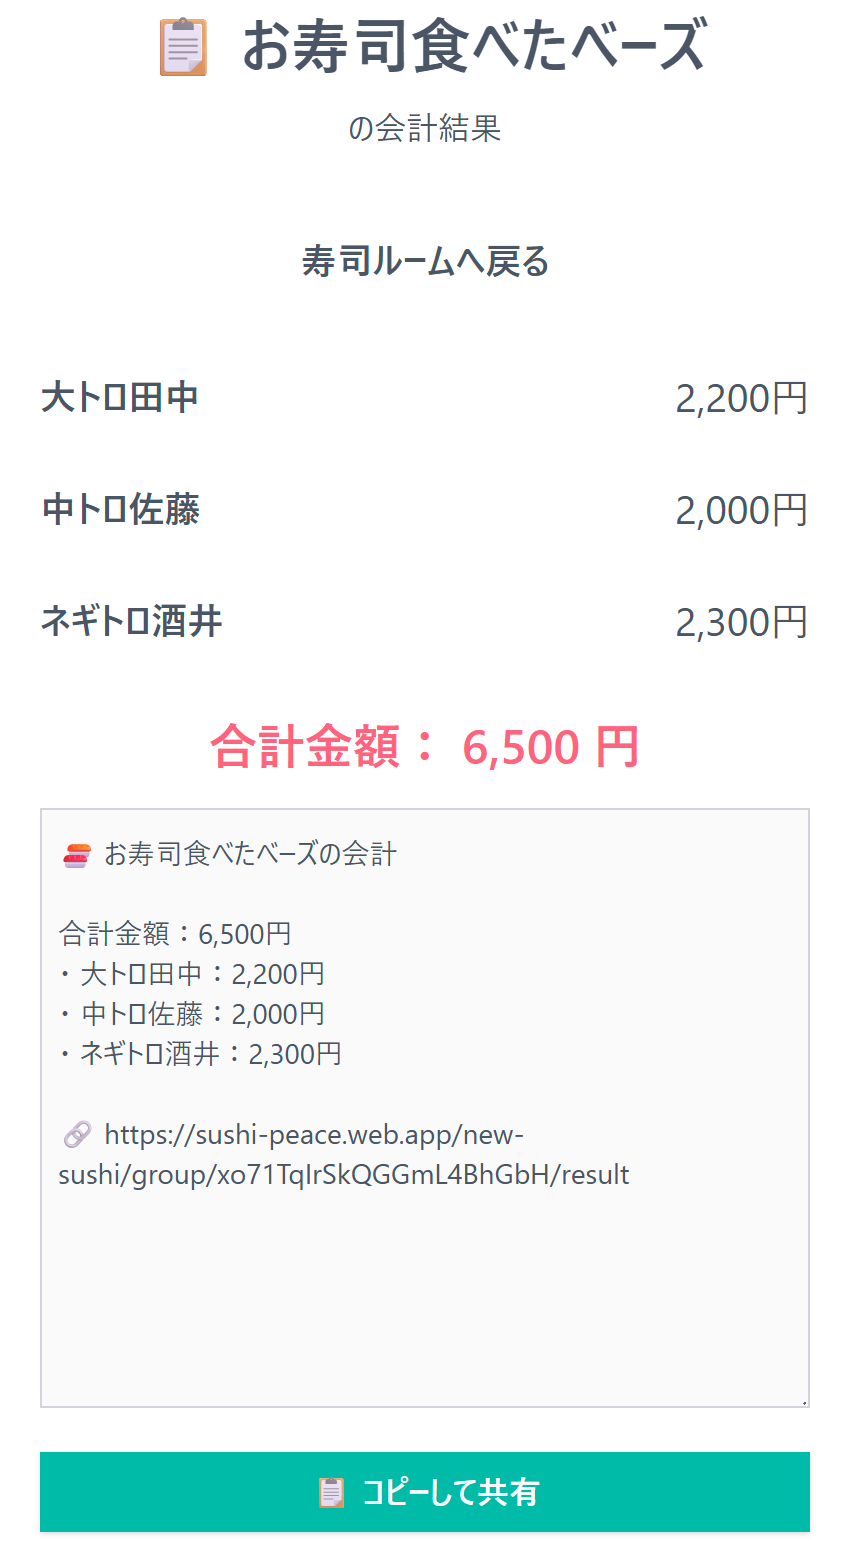 📋 お寿司食べたべーズ
の会計結果
寿司ルームへ戻る
大トロ田中 2,200円
中トロ佐藤 2,000円
ネギトロ酒井 2,300円
合計金額： 6,500 円
🍣 お寿司食べたべーズの会計
合計金額：6,500円
・大トロ田中：2,200円
・中トロ佐藤：2,000円
・ネギトロ酒井：2,300円
🔗 https://sushi-peace.web.app/new-
sushi/group/xo71TqIrSkQGGmL4BhGbH/result
📋 コピーして共有